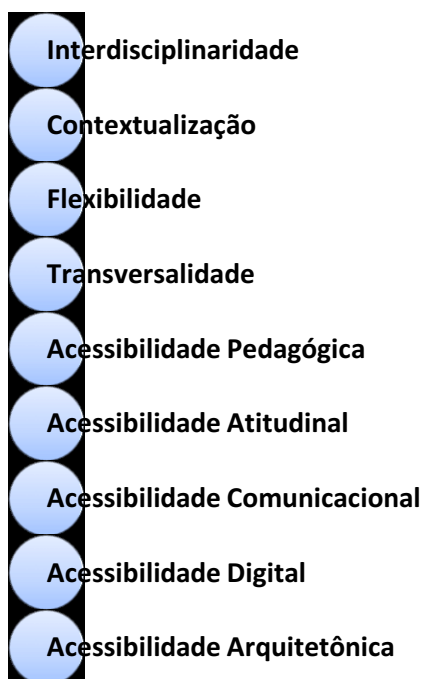 Interdisciplinaridade
Contextualização
Flexibilidade
Transversalidade
Acessibilidade Pedagógica
Acessibilidade Atitudinal
Acessibilidade Comunicacional
Acessibilidade Digital
Acessibilidade Arquitetônica